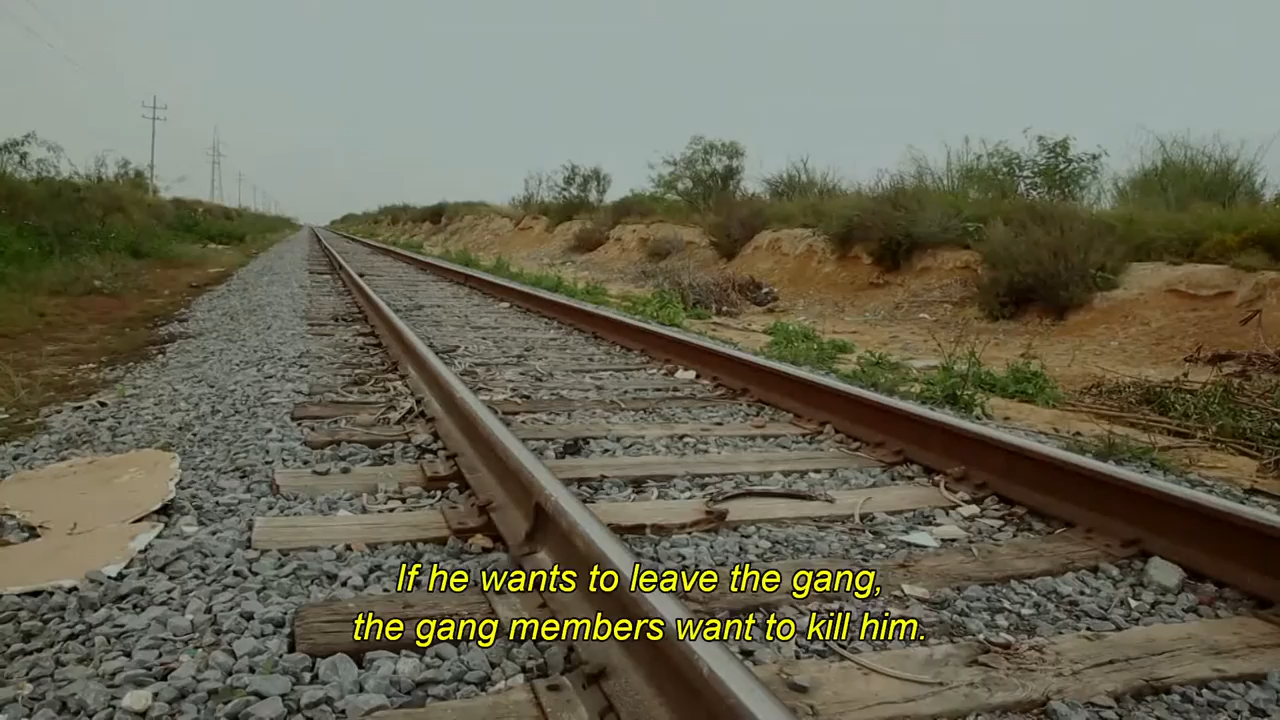 If he wants to leave the gang,
the gang members want to kill him.